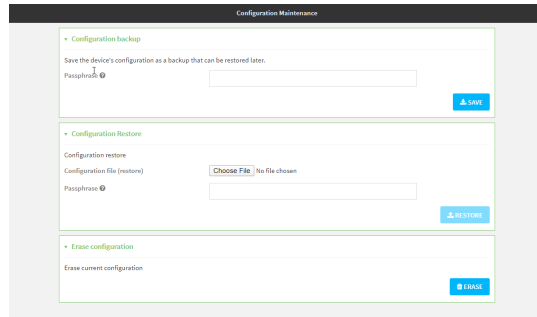 Configuration Maintenance
Configuration backup
Save the device's configuration as a backup that can be restored later.
Passphrase
SAVE
Configuration Restore
Configuration restore
Configuration file (restore) Choose File No file chosen
Passphrase
RESTORE
Erase configuration
Erase current configuration
ERASE